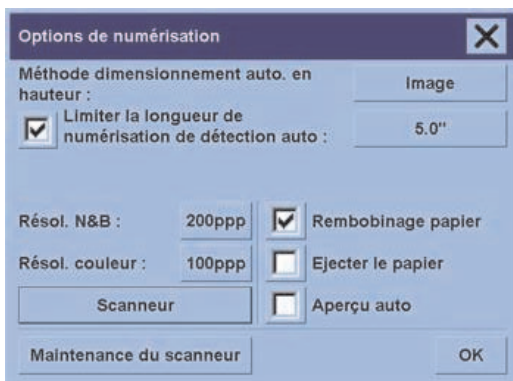 Options de numérisation
Méthode dimensionnement auto. en
hauteur :
Image
Limiter la longueur de
numérisation de détection auto :
5.0"
Résol. N&B :
200ppp
Rembobinage papier
Résol. couleur :
100ppp
Ejecter le papier
Scanneur
Aperçu auto
Maintenance du scanneur
OK